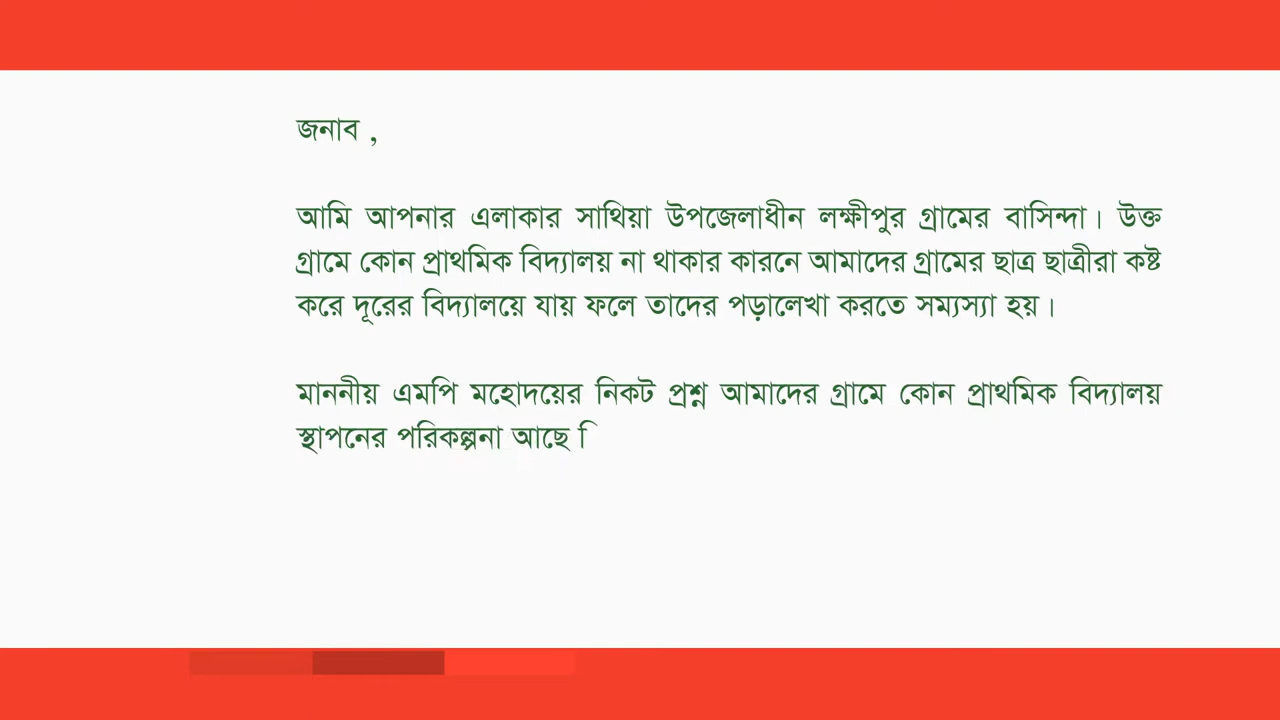 জনাব ,
আমি আপনার এলাকার সাথিয়া উপজেলাধীন লক্ষীপুর গ্রামের বাসিন্দা। উক্ত
গ্রামে কোন প্রাথমিক বিদ্যালয় না থাকার কারনে আমাদের গ্রামের ছাত্র ছাত্রীরা কষ্ট
করে দূরের বিদ্যালয়ে যায় ফলে তাদের পড়ালেখা করতে সম্যস্যা হয়।
মাননীয় এমপি মহোদয়ের নিকট প্রশ্ন আমাদের গ্রামে কোন প্রাথমিক বিদ্যালয়
স্থাপনের পরিকল্পনা আছে